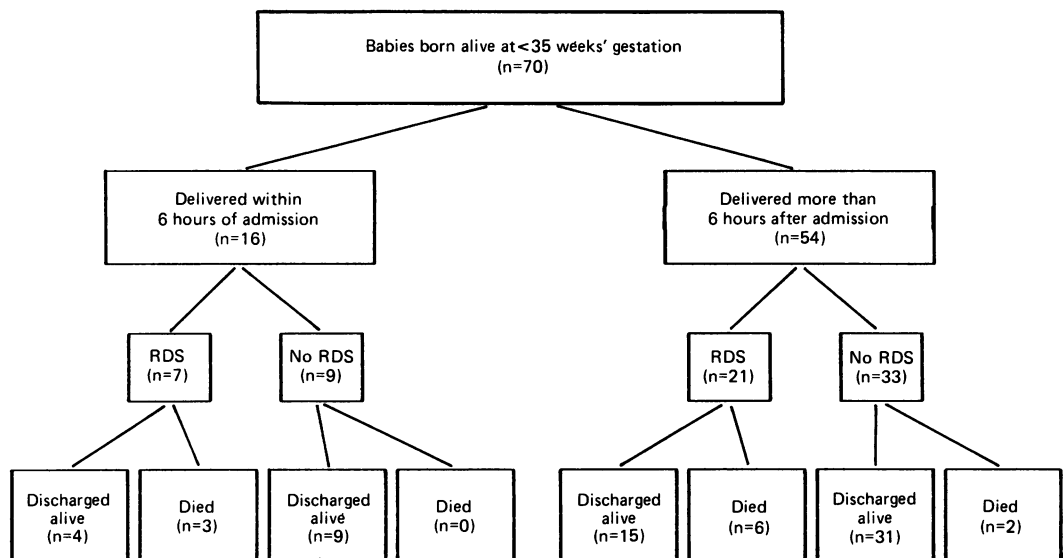 Babies born alive at <35 weeks' gestation
(n=70)
Delivered within
6 hours of admission
(n=16)
Delivered more than
6 hours after admission
(n=54)
RDS
(n=7)
No RDS
(n=9)
RDS
(n=21)
No RDS
(n=33)
Discharged
alive
(n=4)
Died
(n=3)
Discharged
alive
(n=9)
Died
(n=0)
Discharged
alive
(n=15)
Died
(n=6)
Discharged
alive
(n=31)
Died
(n=2)